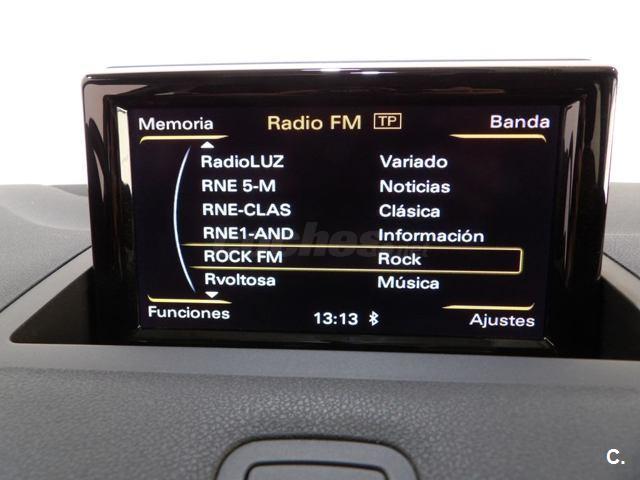 Memoria Radio FM TP Banda
RadioLUZ Variado
RNE 5-M Noticias
RNE-CLAS Clásica
RNE1-AND Información
ROCK FM Rock
Rvoltosa Música
Funciones 13:13 Ajustes
C.